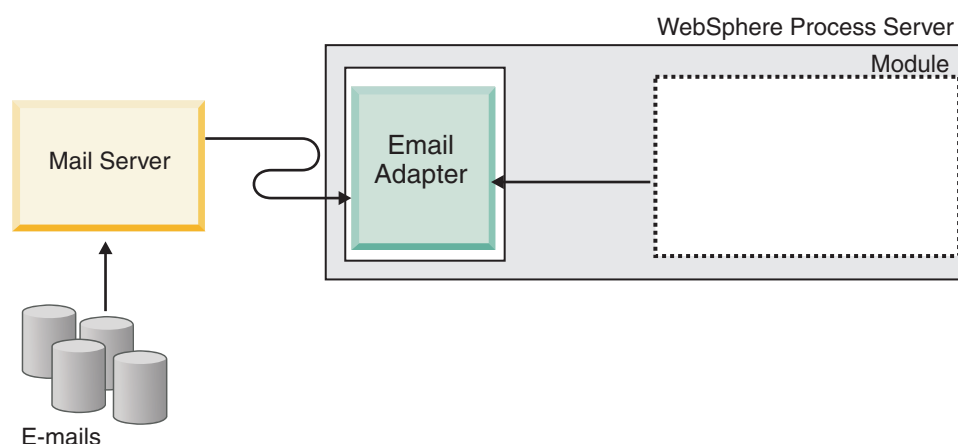 WebSphere Process Server
Module
Mail Server
Email
Adapter
E-mails